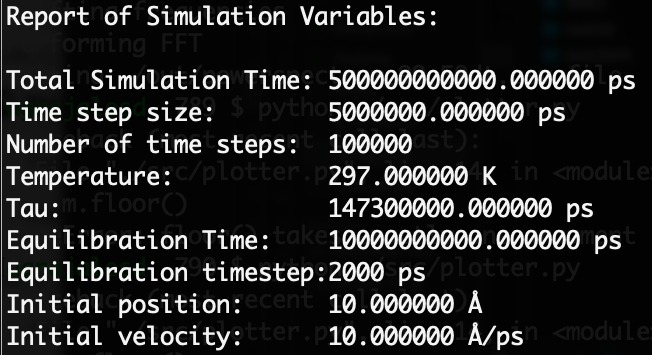 Report of Simulation Variables:
Total Simulation Time: 500000000000.000000 ps
Time step size: 5000000.000000 ps
Number of time steps: 100000
Temperature: 297.000000 K
Tau: 147300000.000000 ps
Equilibration Time: 10000000000.000000 ps
Equilibration timestep:2000 ps
Initial position: 10.000000 Å
Initial velocity: 10.000000 Å/ps